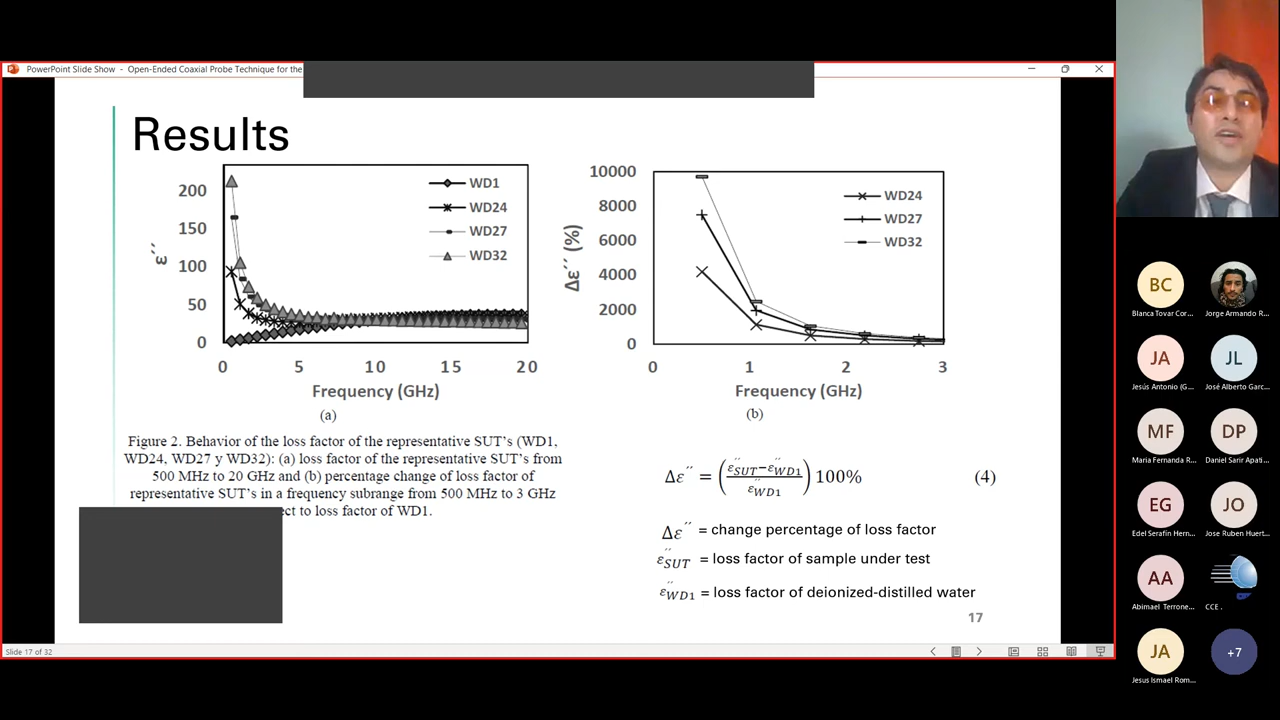 PowerPoint Slide Show - Open-Ended Coaxial Probe Technique for the
Results
200
150
100
50
0
ε´´
WD1
WD24
WD27
WD32
0 5 10 15 20
Frequency (GHz)
(a)
10000
8000
6000
4000
2000
0
Δε´´ (%)
WD24
WD27
WD32
0 1 2 3
Frequency (GHz)
(b)
Figure 2. Behavior of the loss factor of the representative SUT's (WD1,
WD24, WD27 y WD32): (a) loss factor of the representative SUT's from
500 MHz to 20 GHz and (b) percentage change of loss factor of
representative SUT's in a frequency subrange from 500 MHz to 3 GHz
to loss factor of WD1.
Δε´´ = (ε´´SUT−ε´´WD1 / ε´´WD1) 100% (4)
Δε´´ = change percentage of loss factor
ε´´SUT = loss factor of sample under test
ε´´WD1 = loss factor of deionized-distilled water
17
Slide 17 of 32
BC
Blanca Tovar Cor...
Jorge Armando R...
JA
Jesús Antonio (G...
JL
José Alberto Garc...
MF
María Fernanda R...
DP
Daniel Sarir Apati...
EG
Edel Serafín Hern...
JO
Jose Ruben Huert...
AA
Abimael Terrone...
CCE .
JA
Jesus Ismael Rom...
+7